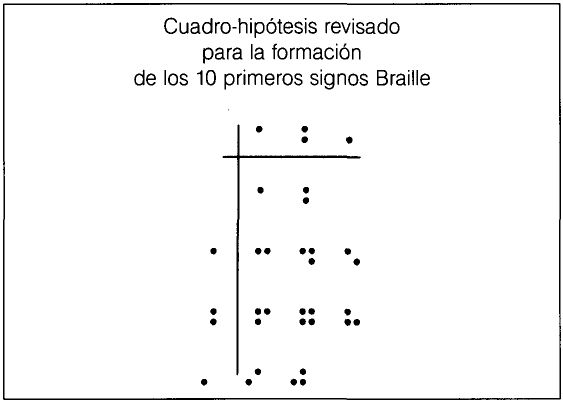 Cuadro-hipótesis revisado
para la formación
de los 10 primeros signos Braille